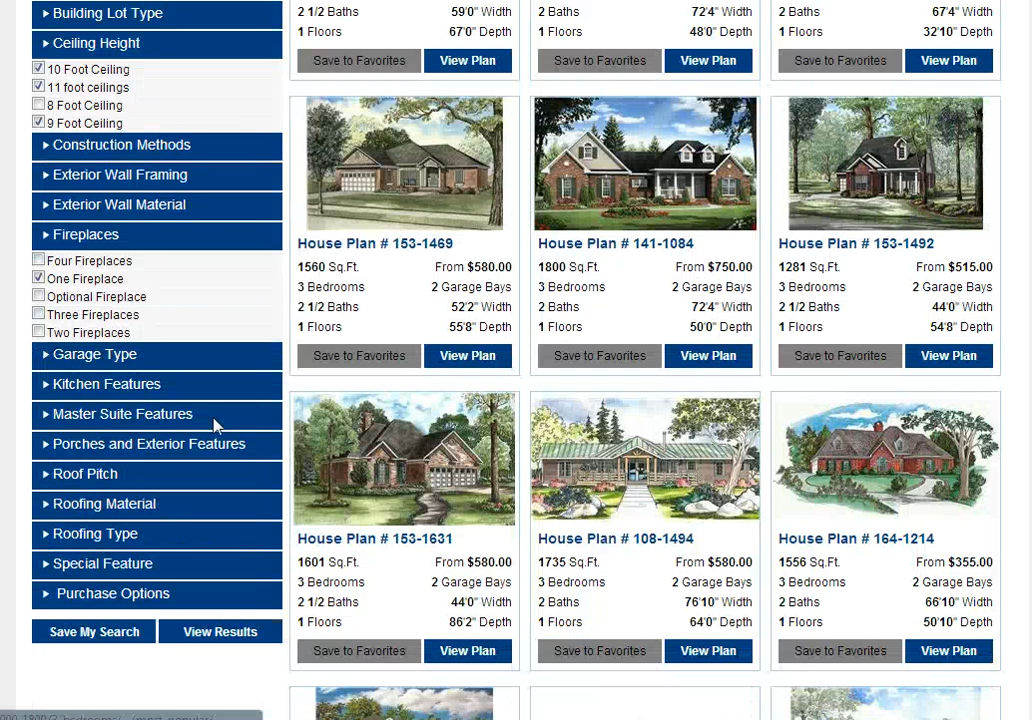 Building Lot Type
Ceiling Height
10 Foot Ceiling
11 foot ceilings
8 Foot Ceiling
9 Foot Ceiling
Construction Methods
Exterior Wall Framing
Exterior Wall Material
Fireplaces
Four Fireplaces
One Fireplace
Optional Fireplace
Three Fireplaces
Two Fireplaces
Garage Type
Kitchen Features
Master Suite Features
Porches and Exterior Features
Roof Pitch
Roofing Material
Roofing Type
Special Feature
Purchase Options
Save My Search View Results
2 1/2 Baths 59'0" Width
1 Floors 67'0" Depth
Save to Favorites View Plan
2 Baths 72'4" Width
1 Floors 48'0" Depth
Save to Favorites View Plan
2 Baths 67'4" Width
1 Floors 32'10" Depth
Save to Favorites View Plan
House Plan # 153-1469
1560 Sq.Ft. From $580.00
3 Bedrooms 2 Garage Bays
2 1/2 Baths 52'2" Width
1 Floors 55'8" Depth
Save to Favorites View Plan
House Plan # 141-1084
1800 Sq.Ft. From $750.00
3 Bedrooms 2 Garage Bays
2 Baths 72'4" Width
1 Floors 50'0" Depth
Save to Favorites View Plan
House Plan # 153-1492
1281 Sq.Ft. From $515.00
3 Bedrooms 2 Garage Bays
2 1/2 Baths 44'0" Width
1 Floors 54'8" Depth
Save to Favorites View Plan
House Plan # 153-1631
1601 Sq.Ft. From $580.00
3 Bedrooms 2 Garage Bays
2 1/2 Baths 44'0" Width
1 Floors 86'2" Depth
Save to Favorites View Plan
House Plan # 108-1494
1735 Sq.Ft. From $580.00
3 Bedrooms 2 Garage Bays
2 Baths 76'10" Width
1 Floors 64'0" Depth
Save to Favorites View Plan
House Plan # 164-1214
1556 Sq.Ft. From $355.00
3 Bedrooms 2 Garage Bays
2 Baths 66'10" Width
1 Floors 50'10" Depth
Save to Favorites View Plan